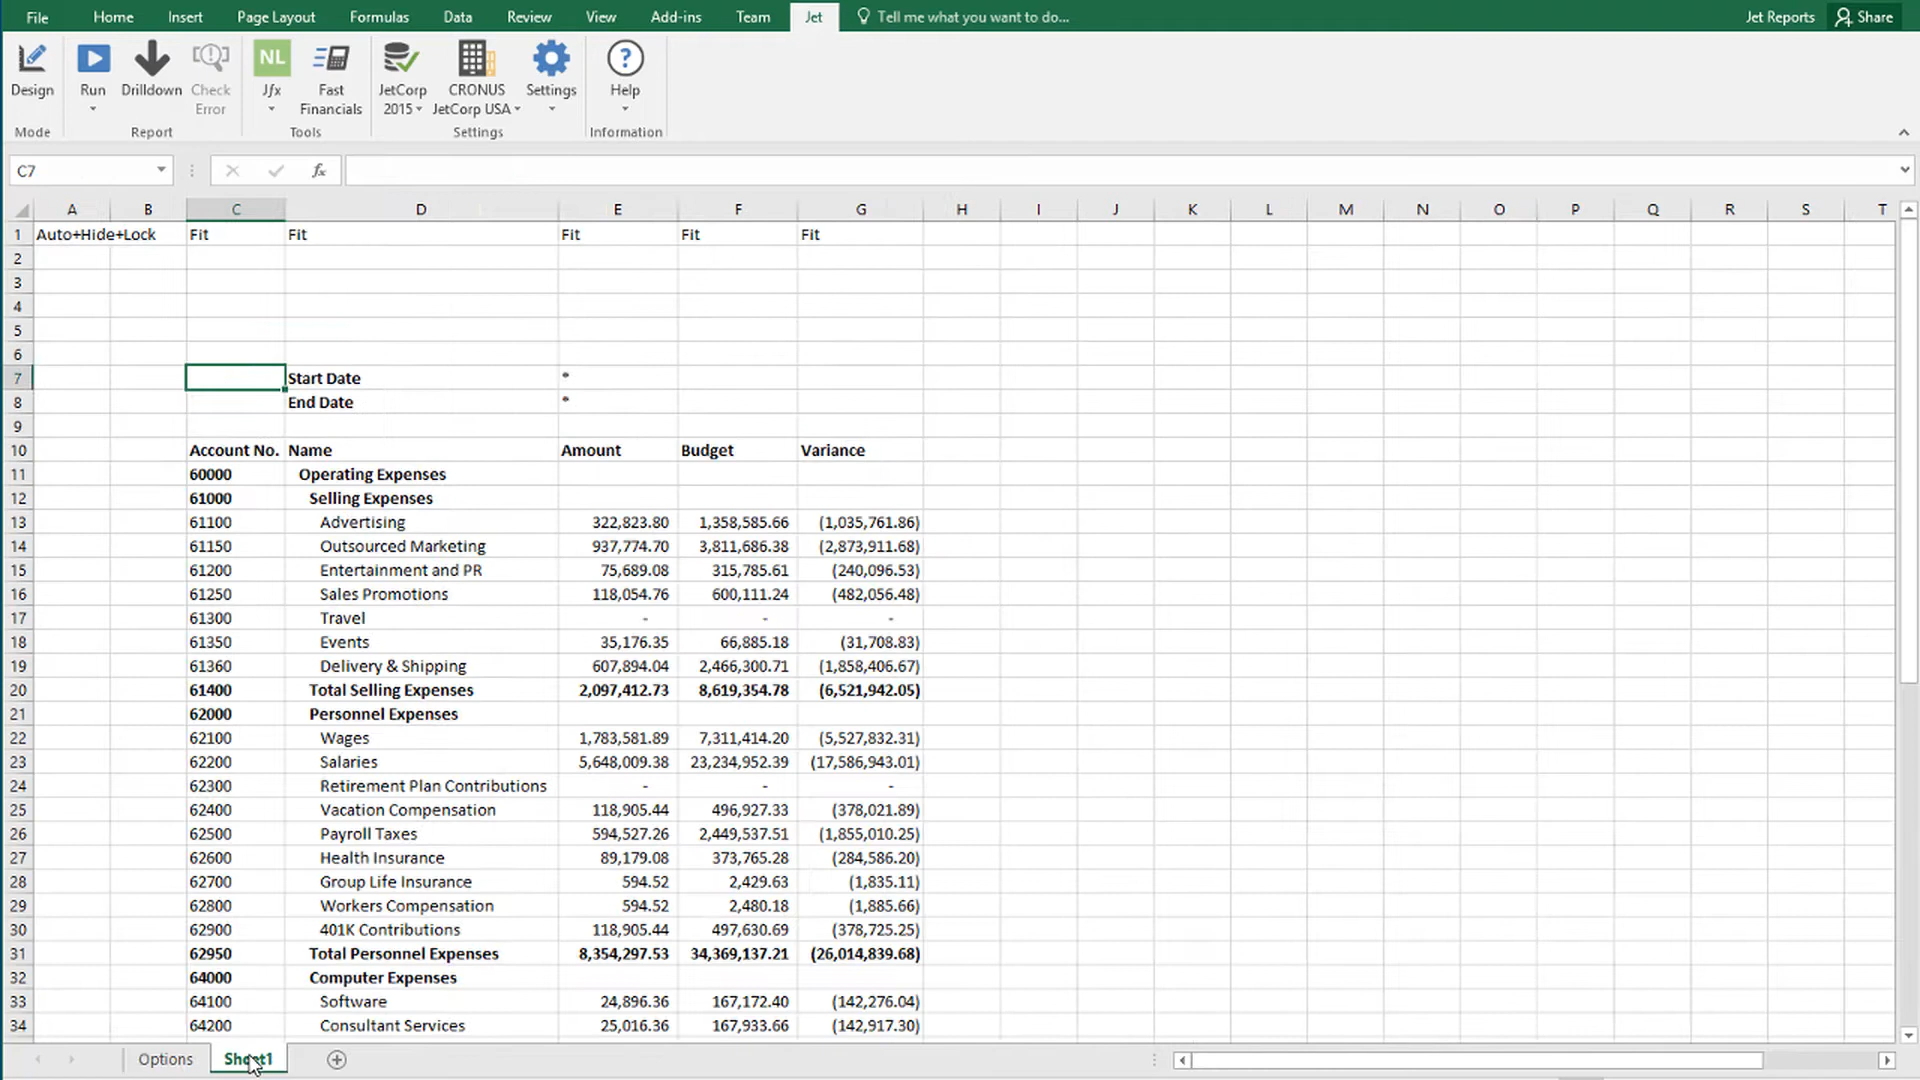 File Home Insert Page Layout Formulas Data Review View Add-ins Team Jet Tell me what you want to do... Jet Reports Share
Design Run Drilldown Check Error NL Jfx Fast Financials JetCorp 2015 CRONUS JetCorp USA Settings ? Help
Mode Report Tools Settings Information
C7 fx
A B C D E F G H I J K L M N O P Q R S T
1 Auto+Hide+Lock Fit Fit Fit Fit Fit
2
3
4
5
6
7 Start Date *
8 End Date *
9
10 Account No. Name Amount Budget Variance
11 60000 Operating Expenses
12 61000 Selling Expenses
13 61100 Advertising 322,823.80 1,358,585.66 (1,035,761.86)
14 61150 Outsourced Marketing 937,774.70 3,811,686.38 (2,873,911.68)
15 61200 Entertainment and PR 75,689.08 315,785.61 (240,096.53)
16 61250 Sales Promotions 118,054.76 600,111.24 (482,056.48)
17 61300 Travel - - -
18 61350 Events 35,176.35 66,885.18 (31,708.83)
19 61360 Delivery & Shipping 607,894.04 2,466,300.71 (1,858,406.67)
20 61400 Total Selling Expenses 2,097,412.73 8,619,354.78 (6,521,942.05)
21 62000 Personnel Expenses
22 62100 Wages 1,783,581.89 7,311,414.20 (5,527,832.31)
23 62200 Salaries 5,648,009.38 23,234,952.39 (17,586,943.01)
24 62300 Retirement Plan Contributions - - -
25 62400 Vacation Compensation 118,905.44 496,927.33 (378,021.89)
26 62500 Payroll Taxes 594,527.26 2,449,537.51 (1,855,010.25)
27 62600 Health Insurance 89,179.08 373,765.28 (284,586.20)
28 62700 Group Life Insurance 594.52 2,429.63 (1,835.11)
29 62800 Workers Compensation 594.52 2,480.18 (1,885.66)
30 62900 401K Contributions 118,905.44 497,630.69 (378,725.25)
31 62950 Total Personnel Expenses 8,354,297.53 34,369,137.21 (26,014,839.68)
32 64000 Computer Expenses
33 64100 Software 24,896.36 167,172.40 (142,276.04)
34 64200 Consultant Services 25,016.36 167,933.66 (142,917.30)
Options Sheet1